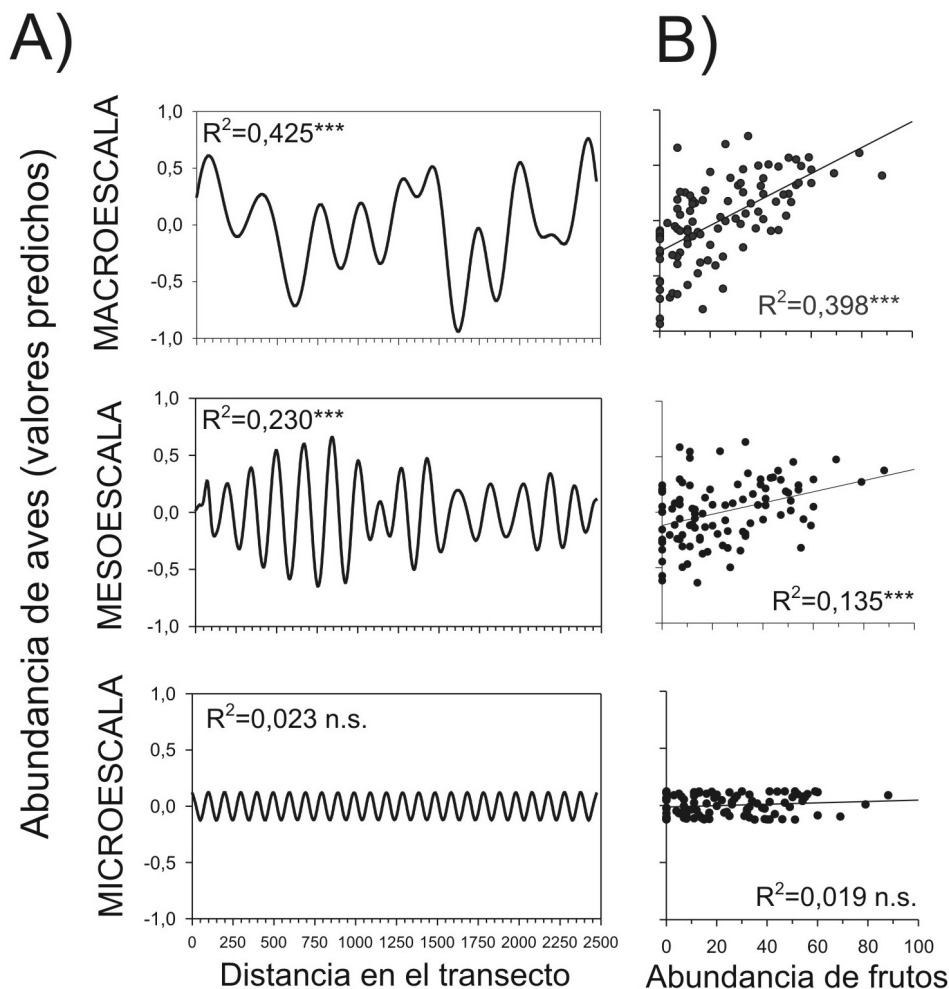 A)
B)
Abundancia de aves (valores predichos)
MACROESCALA
1,0
0,5
0,0
-0,5
-1,0
R²=0,425***
R²=0,398***
MESOESCALA
1,0
0,5
0,0
-0,5
-1,0
R²=0,230***
R²=0,135***
MICROESCALA
1,0
0,5
0,0
-0,5
-1,0
R²=0,023 n.s.
R²=0,019 n.s.
0 250 500 750 1000 1250 1500 1750 2000 2250 2500
0 20 40 60 80 100
Distancia en el transecto
Abundancia de frutos